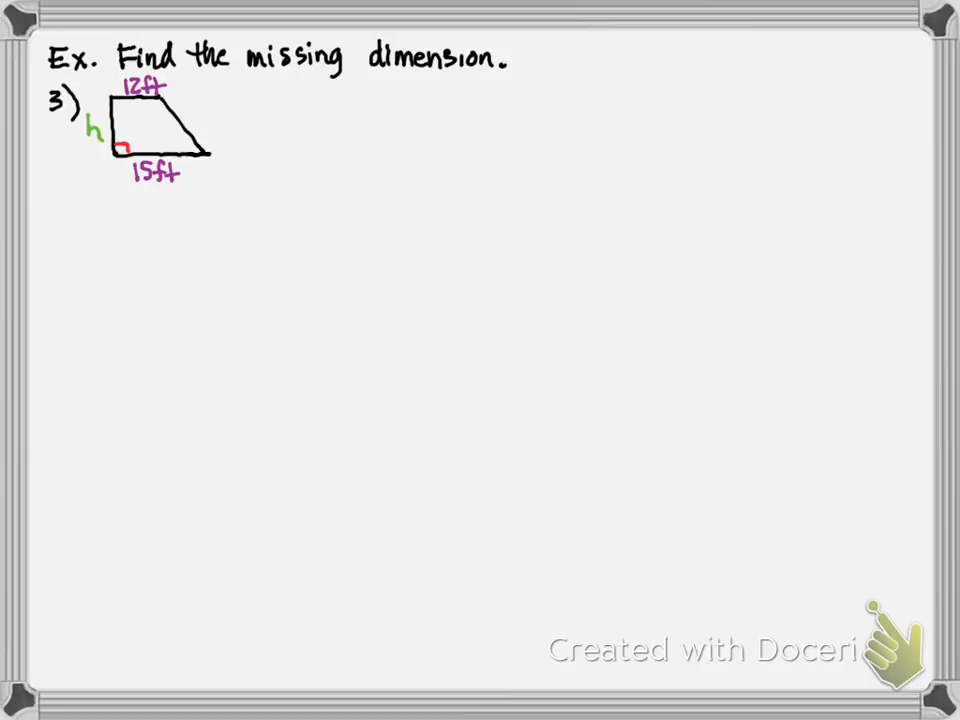 Ex. Find the missing dimension.
3)
12ft
h
15ft
Created with Doceri